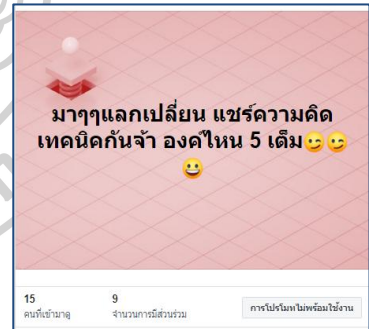 มาๆๆแลกเปลี่ยน แชร์ความคิด
เทคนิคกันจ้า องค์ไหน 5 เต็ม😉😉
😀
15
คนที่เข้ามาดู
9
จำนวนการมีส่วนร่วม
การโปรโมทไม่พร้อมใช้งาน